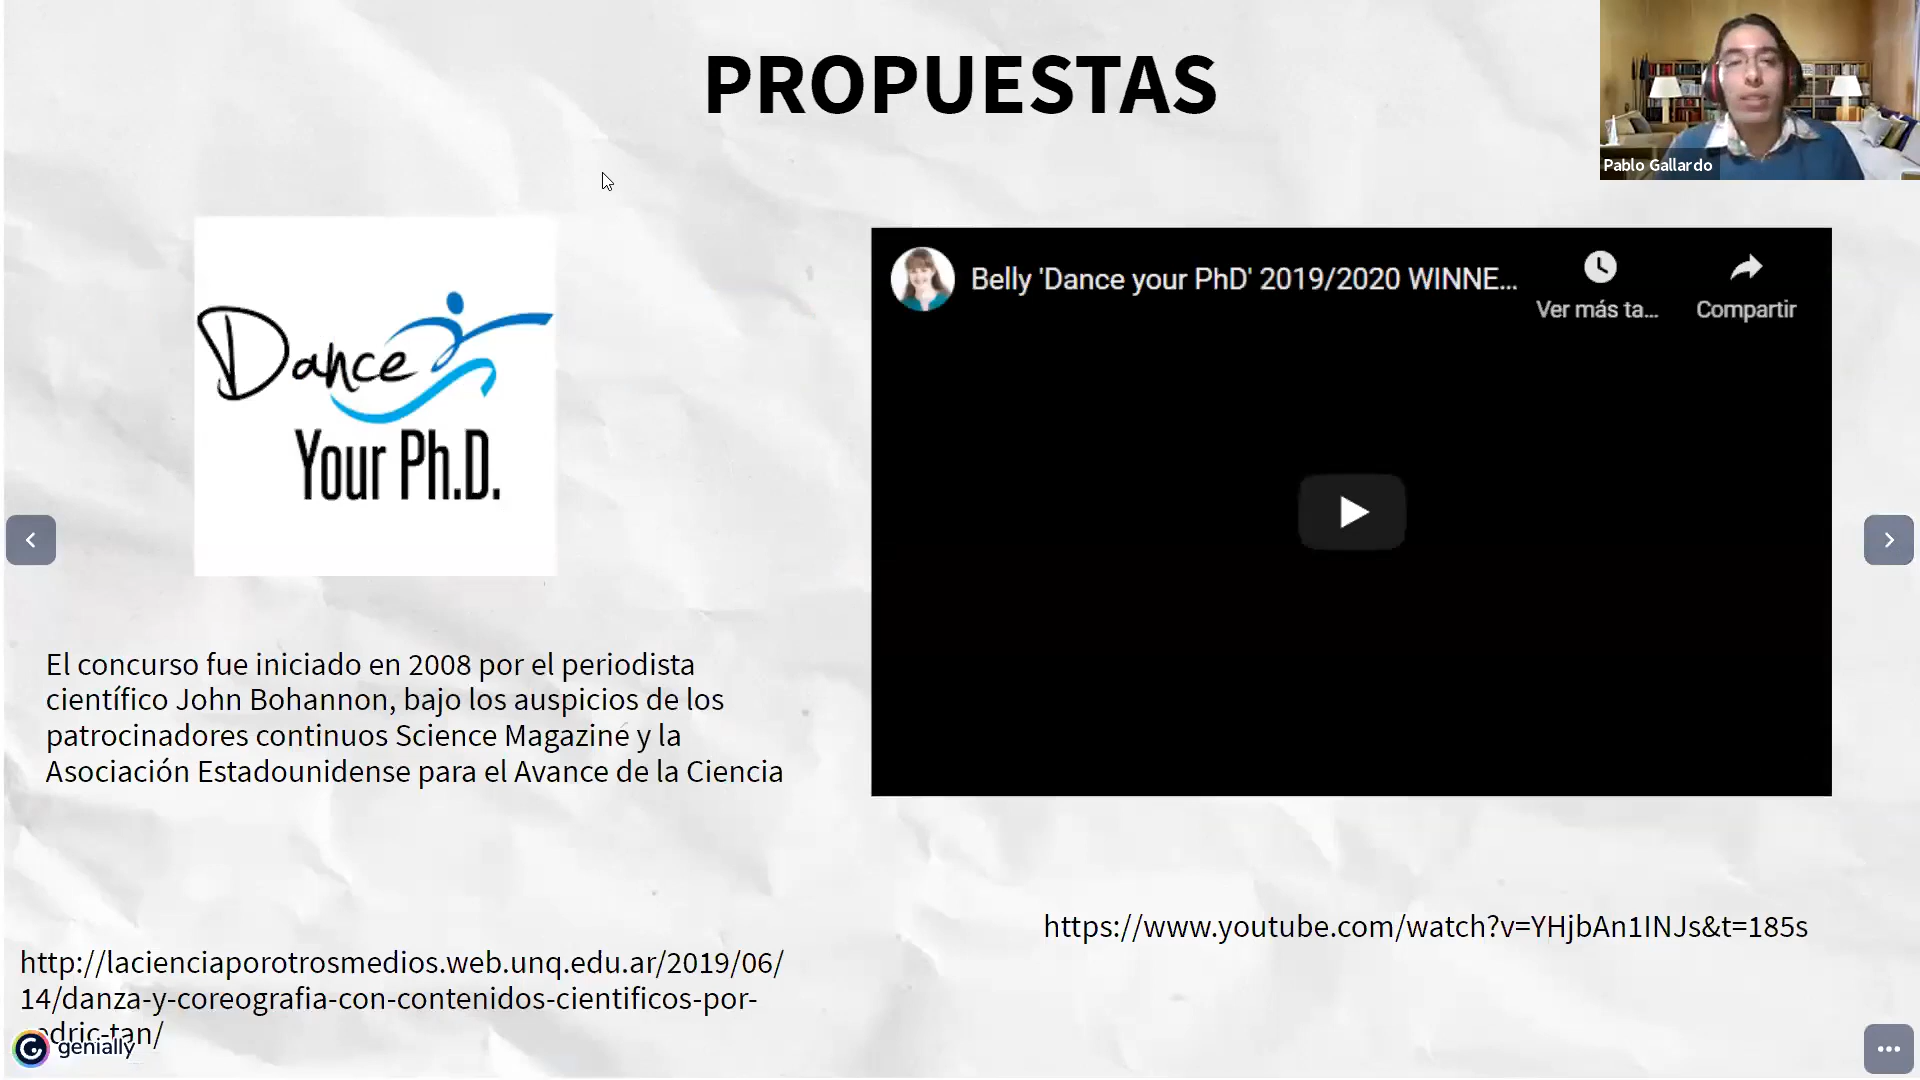 PROPUESTAS
Pablo Gallardo
Dance
Your Ph.D.
Belly 'Dance your PhD' 2019/2020 WINNE...
Ver más ta...
Compartir
El concurso fue iniciado en 2008 por el periodista
científico John Bohannon, bajo los auspicios de los
patrocinadores continuos Science Magazine y la
Asociación Estadounidense para el Avance de la Ciencia
https://www.youtube.com/watch?v=YHjbAn1INJs&t=185s
http://lacienciaporotrosmedios.web.unq.edu.ar/2019/06/
14/danza-y-coreografia-con-contenidos-cientificos-por-
edric-tan/
genially